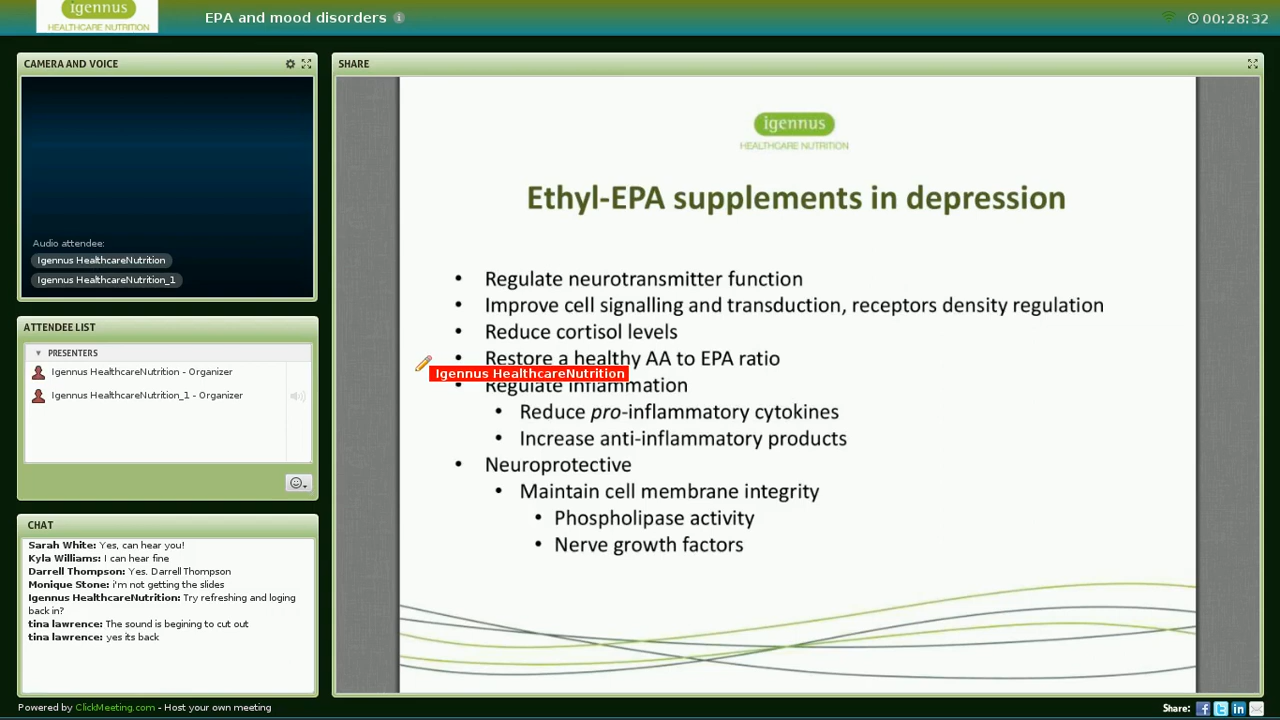 igennus
HEALTHCARE NUTRITION
EPA and mood disorders
00:28:32
CAMERA AND VOICE
Audio attendee:
Igennus HealthcareNutrition
Igennus HealthcareNutrition_1
ATTENDEE LIST
PRESENTERS
Igennus HealthcareNutrition - Organizer
Igennus HealthcareNutrition_1 - Organizer
CHAT
Sarah White: Yes, can hear you!
Kyla Williams: I can hear fine
Darrell Thompson: Yes. Darrell Thompson
Monique Stone: i'm not getting the slides
Igennus HealthcareNutrition: Try refreshing and loging
back in?
tina lawrence: The sound is begining to cut out
tina lawrence: yes its back
SHARE
igennus
HEALTHCARE NUTRITION
Ethyl-EPA supplements in depression
• Regulate neurotransmitter function
• Improve cell signalling and transduction, receptors density regulation
• Reduce cortisol levels
• Restore a healthy AA to EPA ratio
Igennus HealthcareNutrition
• Regulate inflammation
• Reduce pro-inflammatory cytokines
• Increase anti-inflammatory products
• Neuroprotective
• Maintain cell membrane integrity
• Phospholipase activity
• Nerve growth factors
Powered by ClickMeeting.com - Host your own meeting
Share: